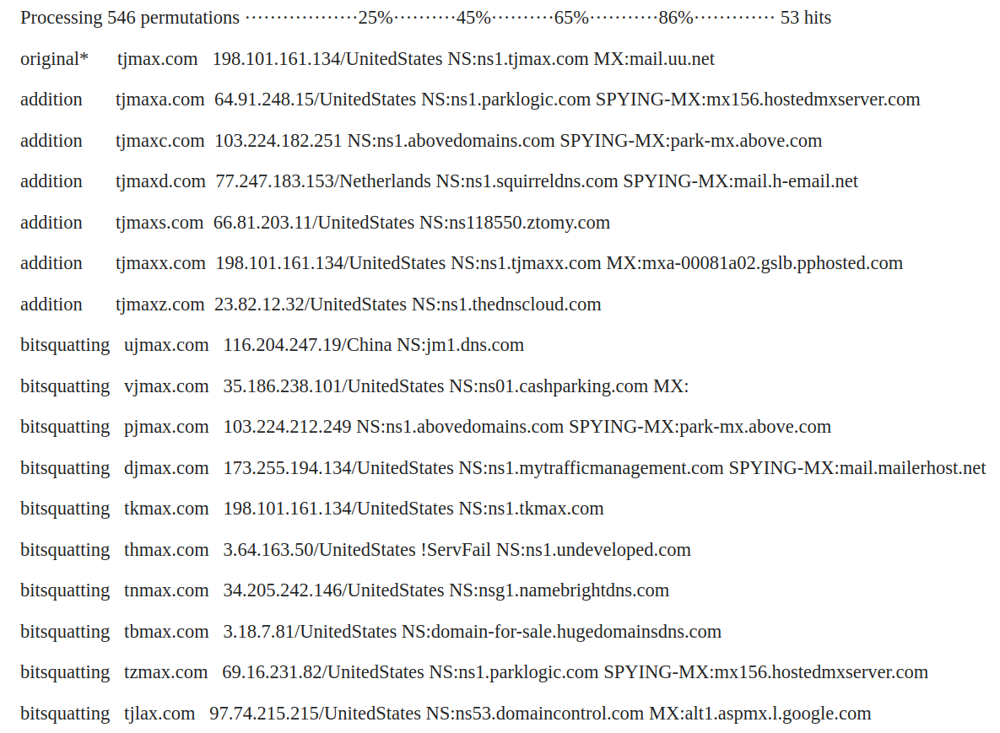 Processing 546 permutations ··················25%··········45%··········65%···········86%············· 53 hits
original* tjmax.com 198.101.161.134/UnitedStates NS:ns1.tjmax.com MX:mail.uu.net
addition tjmaxa.com 64.91.248.15/UnitedStates NS:ns1.parklogic.com SPYING-MX:mx156.hostedmxserver.com
addition tjmaxc.com 103.224.182.251 NS:ns1.abovedomains.com SPYING-MX:park-mx.above.com
addition tjmaxd.com 77.247.183.153/Netherlands NS:ns1.squirreldns.com SPYING-MX:mail.h-email.net
addition tjmaxs.com 66.81.203.11/UnitedStates NS:ns118550.ztomy.com
addition tjmaxx.com 198.101.161.134/UnitedStates NS:ns1.tjmaxx.com MX:mxa-00081a02.gslb.pphosted.com
addition tjmaxz.com 23.82.12.32/UnitedStates NS:ns1.thednscloud.com
bitsquatting ujmax.com 116.204.247.19/China NS:jm1.dns.com
bitsquatting vjmax.com 35.186.238.101/UnitedStates NS:ns01.cashparking.com MX:
bitsquatting pjmax.com 103.224.212.249 NS:ns1.abovedomains.com SPYING-MX:park-mx.above.com
bitsquatting djmax.com 173.255.194.134/UnitedStates NS:ns1.mytrafficmanagement.com SPYING-MX:mail.mailerhost.net
bitsquatting tkmax.com 198.101.161.134/UnitedStates NS:ns1.tkmax.com
bitsquatting thmax.com 3.64.163.50/UnitedStates !ServFail NS:ns1.undeveloped.com
bitsquatting tnmax.com 34.205.242.146/UnitedStates NS:nsg1.namebrightdns.com
bitsquatting tbmax.com 3.18.7.81/UnitedStates NS:domain-for-sale.hugedomainsdns.com
bitsquatting tzmax.com 69.16.231.82/UnitedStates NS:ns1.parklogic.com SPYING-MX:mx156.hostedmxserver.com
bitsquatting tjlax.com 97.74.215.215/UnitedStates NS:ns53.domaincontrol.com MX:alt1.aspmx.l.google.com